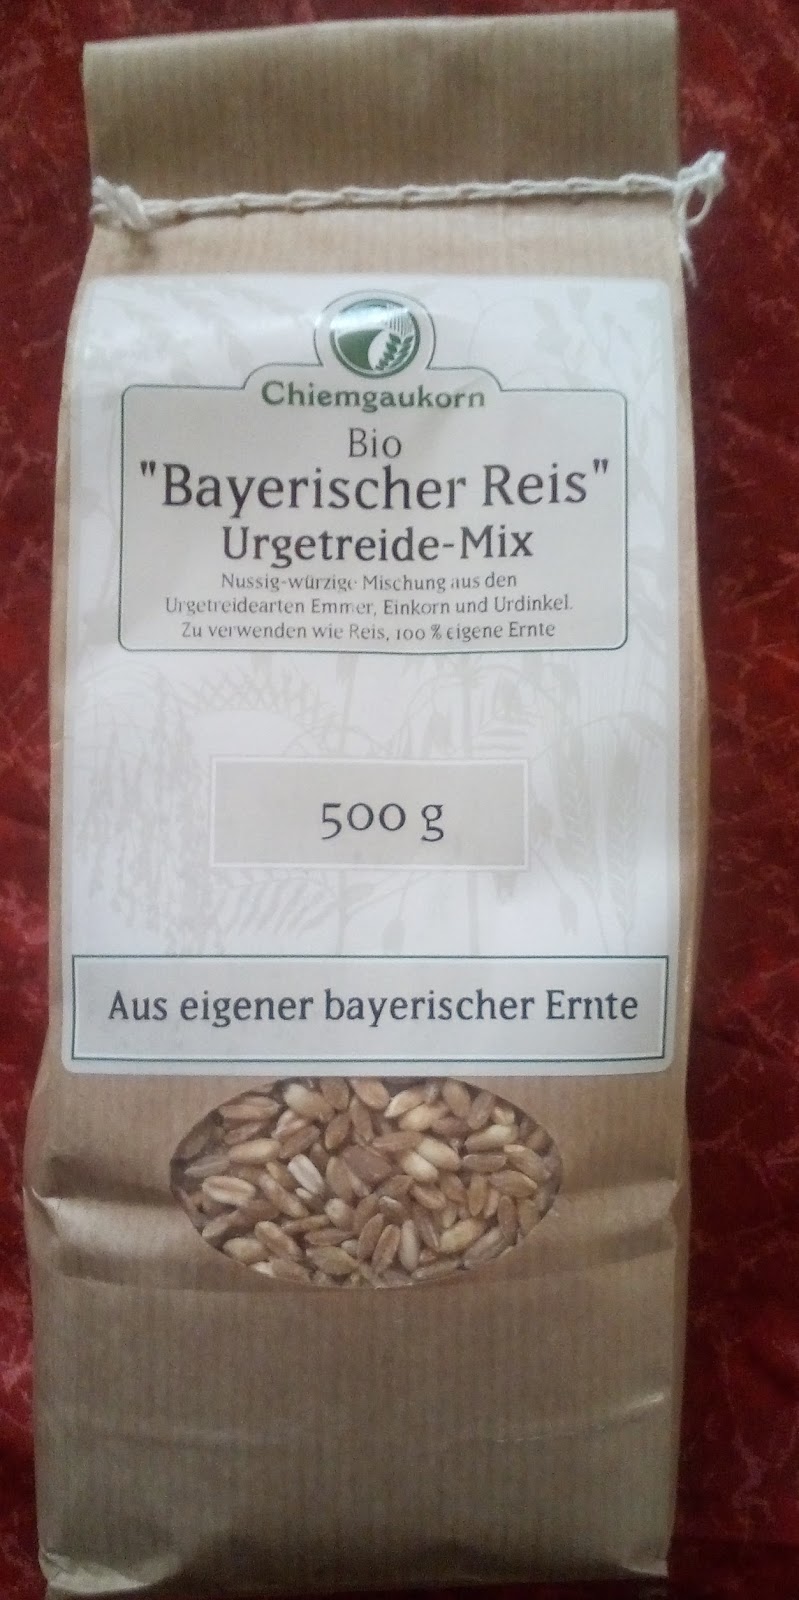 Chiemgaukorn
Bio
"Bayerischer Reis"
Urgetreide-Mix
Nussig-würzige Mischung aus den
Urgetreidearten Emmer, Einkorn und Urdinkel.
Zu verwenden wie Reis, 100 % eigene Ernte
500 g
Aus eigener bayerischer Ernte